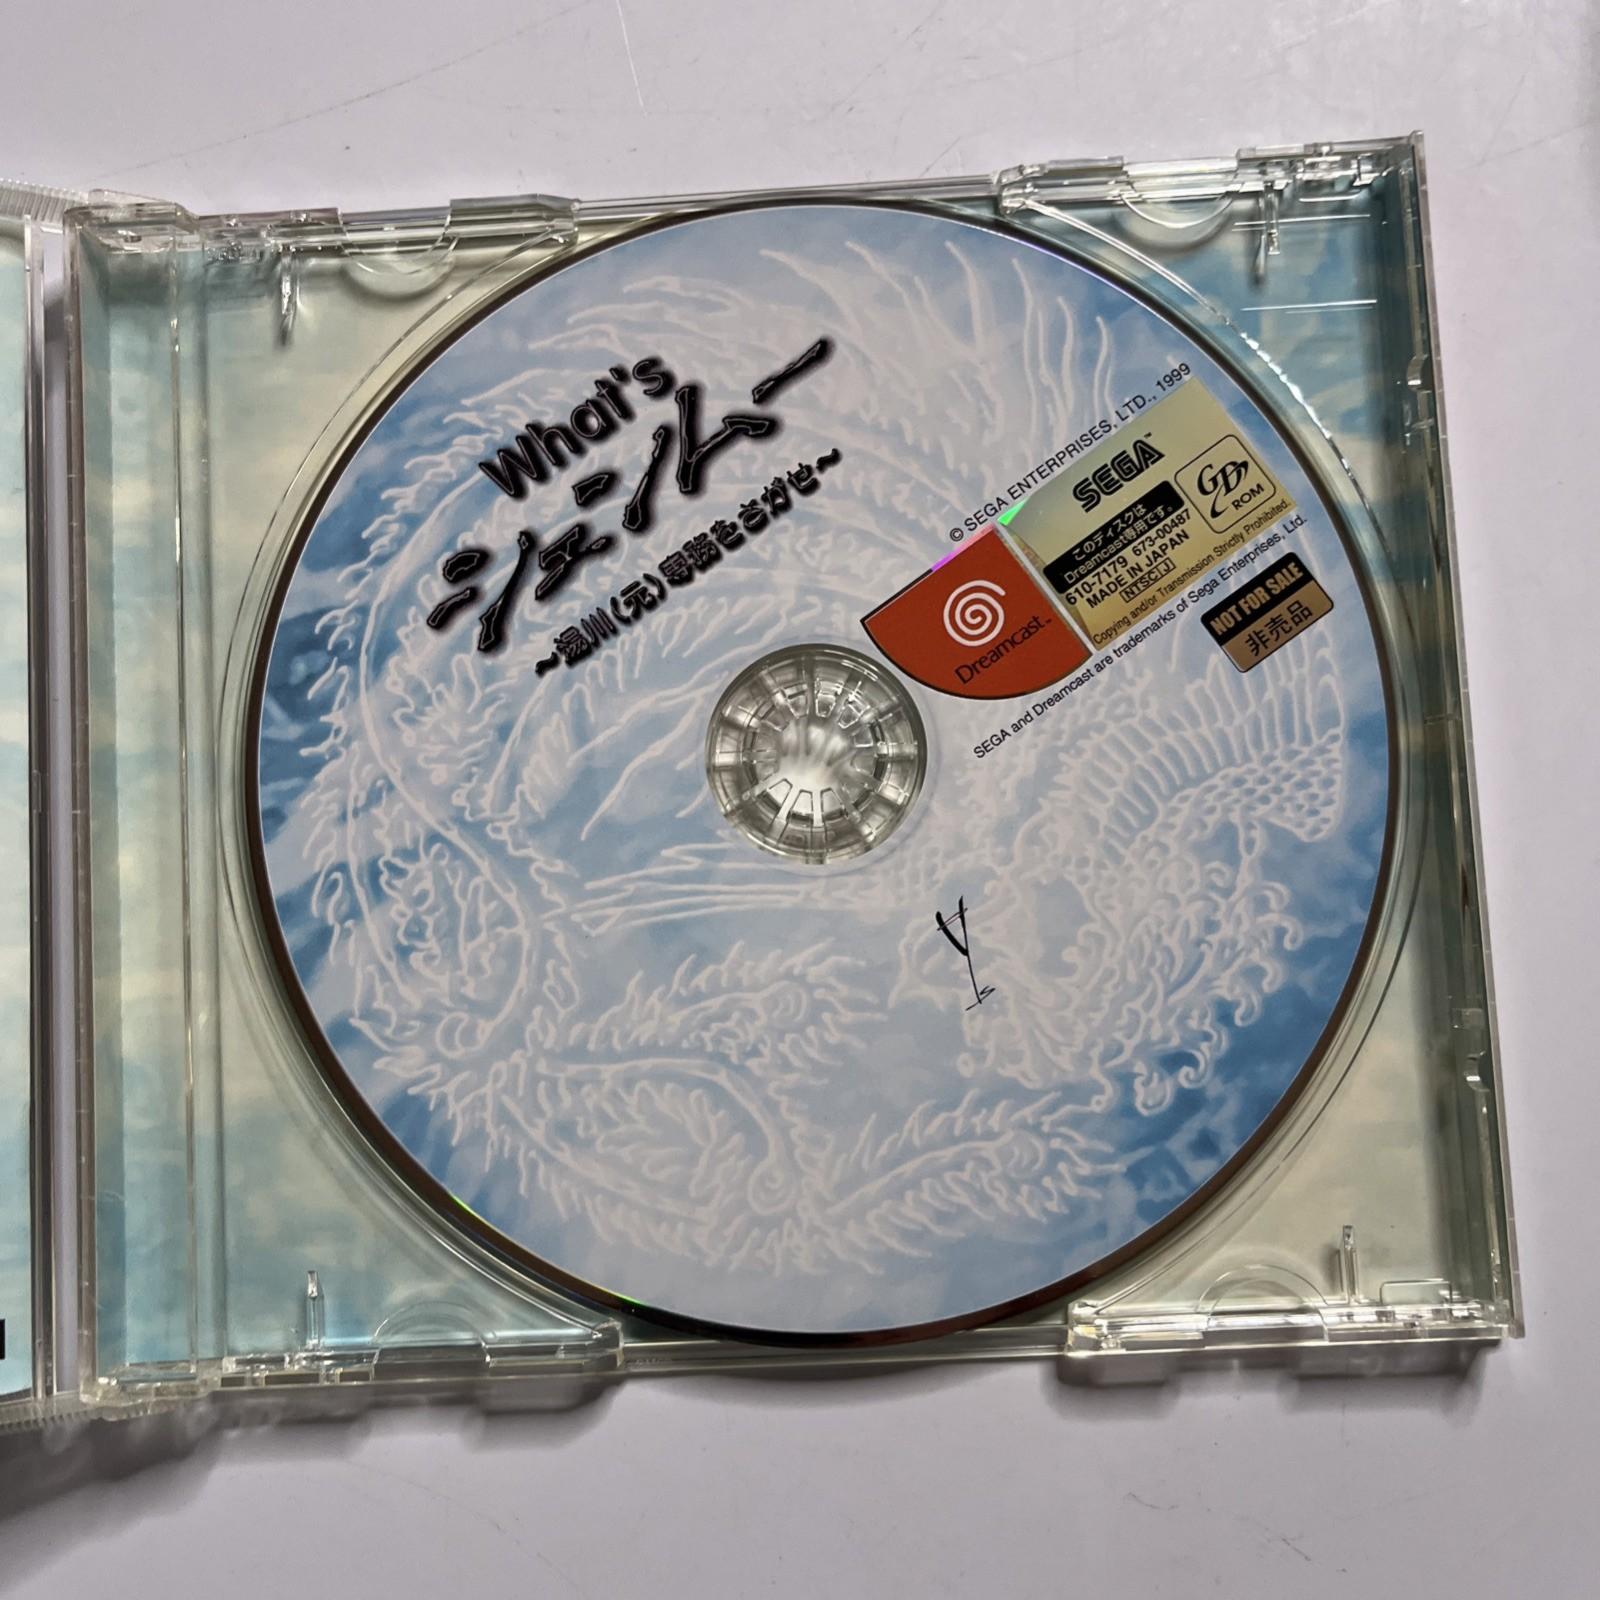 What's
シェンムー
～湯川（元）専務をさがせ～
© SEGA ENTERPRISES, LTD., 1999
SEGA™
このディスクは
Dreamcast専用です。
610-7179 673-00487
MADE IN JAPAN
NTSC J
GD
ROM
Copying and/or Transmission Strictly Prohibited.
Dreamcast™
SEGA and Dreamcast are trademarks of Sega Enterprises, Ltd.
NOT FOR SALE
非売品